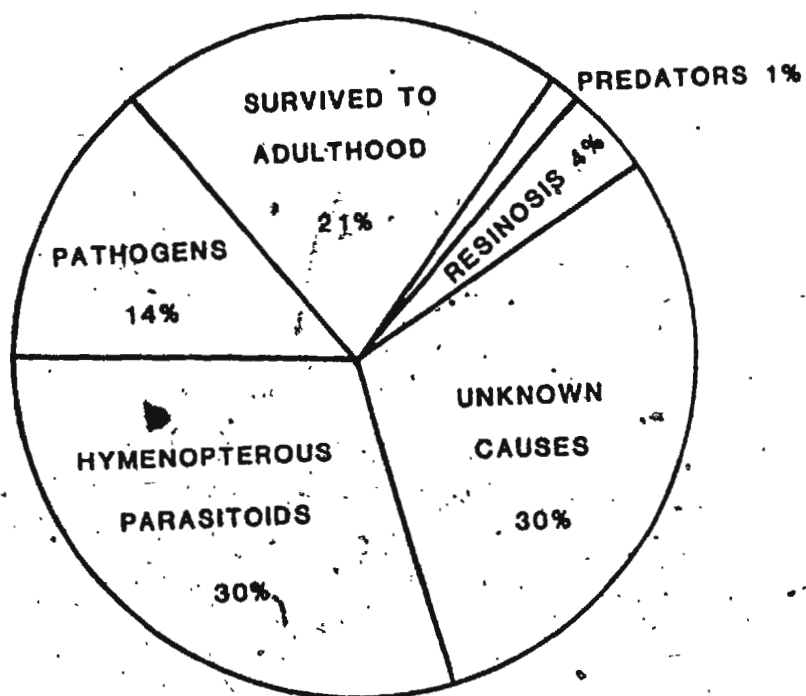 SURVIVED TO
ADULTHOOD
21%
PREDATORS 1%
RESINOSIS 4%
UNKNOWN
CAUSES
30%
HYMENOPTEROUS
PARASITOIDS
30%
PATHOGENS
14%